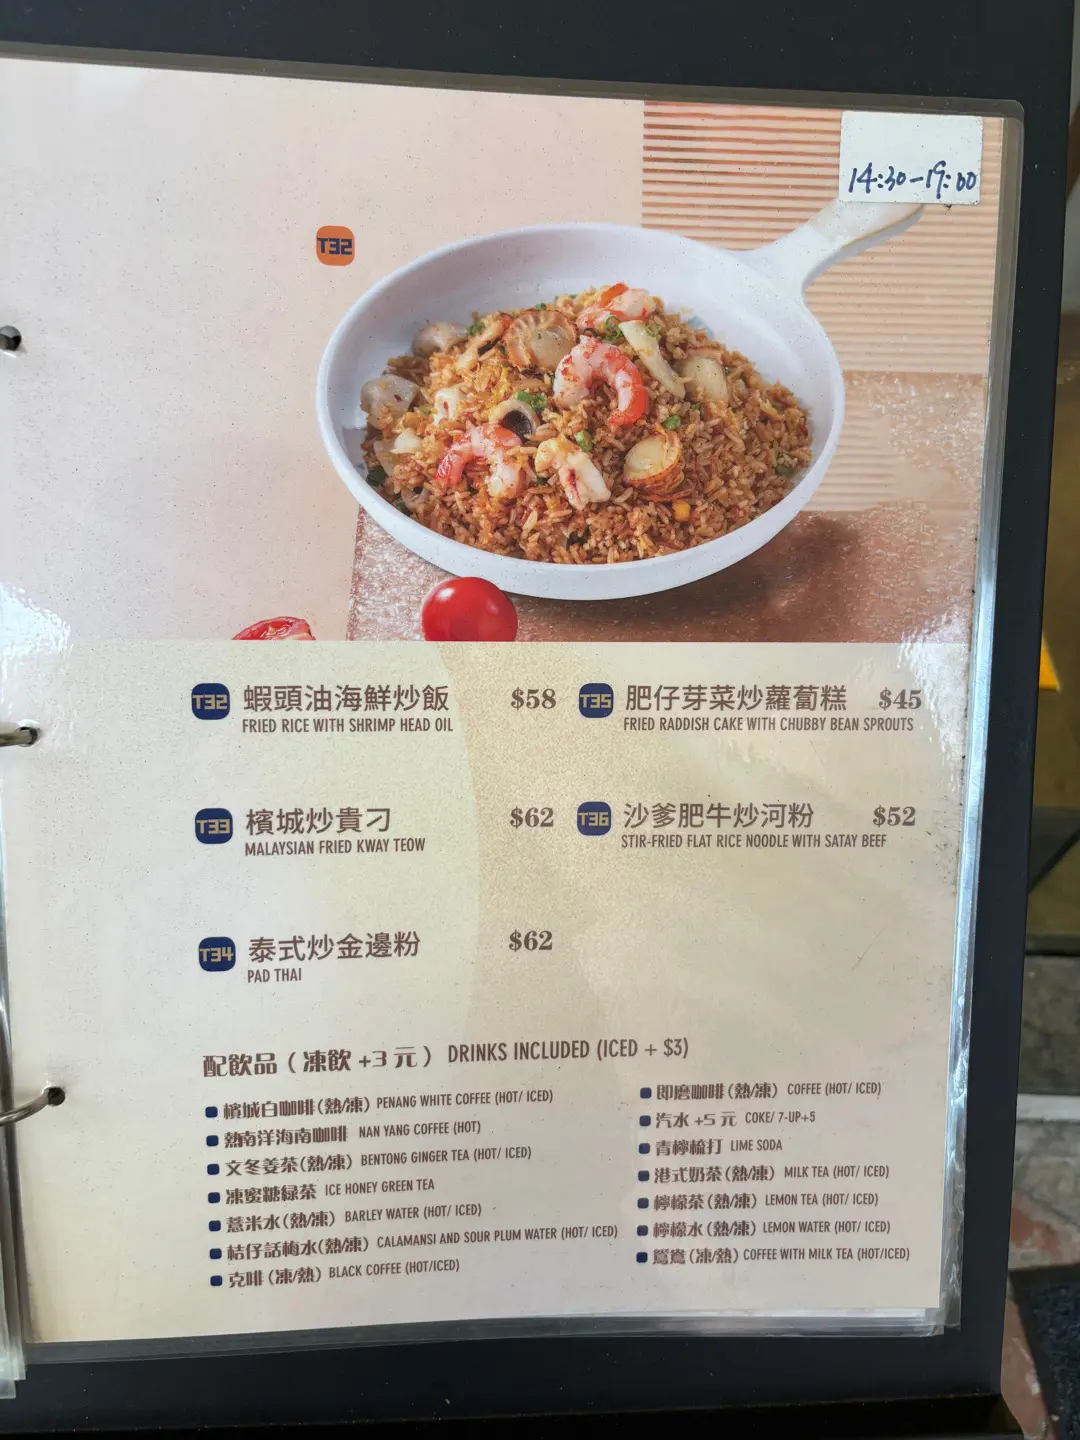 14:30-19:00
T32
T32 蝦頭油海鮮炒飯 $58
FRIED RICE WITH SHRIMP HEAD OIL
T33 檳城炒貴刁 $62
MALAYSIAN FRIED KWAY TEOW
T34 泰式炒金邊粉 $62
PAD THAI
T35 肥仔芽菜炒蘿蔔糕 $45
FRIED RADDISH CAKE WITH CHUBBY BEAN SPROUTS
T36 沙爹肥牛炒河粉 $52
STIR-FRIED FLAT RICE NOODLE WITH SATAY BEEF
配飲品（凍飲 +3 元） DRINKS INCLUDED (ICED + $3)
檳城白咖啡(熱/凍) PENANG WHITE COFFEE (HOT/ ICED)
熱南洋海南咖啡 NAN YANG COFFEE (HOT)
文冬姜茶(熱/凍) BENTONG GINGER TEA (HOT/ ICED)
凍蜜糖緑茶 ICE HONEY GREEN TEA
薏米水(熱/凍) BARLEY WATER (HOT/ ICED)
桔仔話梅水(熱/凍) CALAMANSI AND SOUR PLUM WATER (HOT/ ICED)
克啡(凍/熱) BLACK COFFEE (HOT/ICED)
即磨咖啡(熱/凍) COFFEE (HOT/ ICED)
汽水 +5 元 COKE/ 7-UP+5
青檸梳打 LIME SODA
港式奶茶(熱/凍) MILK TEA (HOT/ ICED)
檸檬茶(熱/凍) LEMON TEA (HOT/ ICED)
檸檬水(熱/凍) LEMON WATER (HOT/ ICED)
鴛鴦(凍/熱) COFFEE WITH MILK TEA (HOT/ICED)